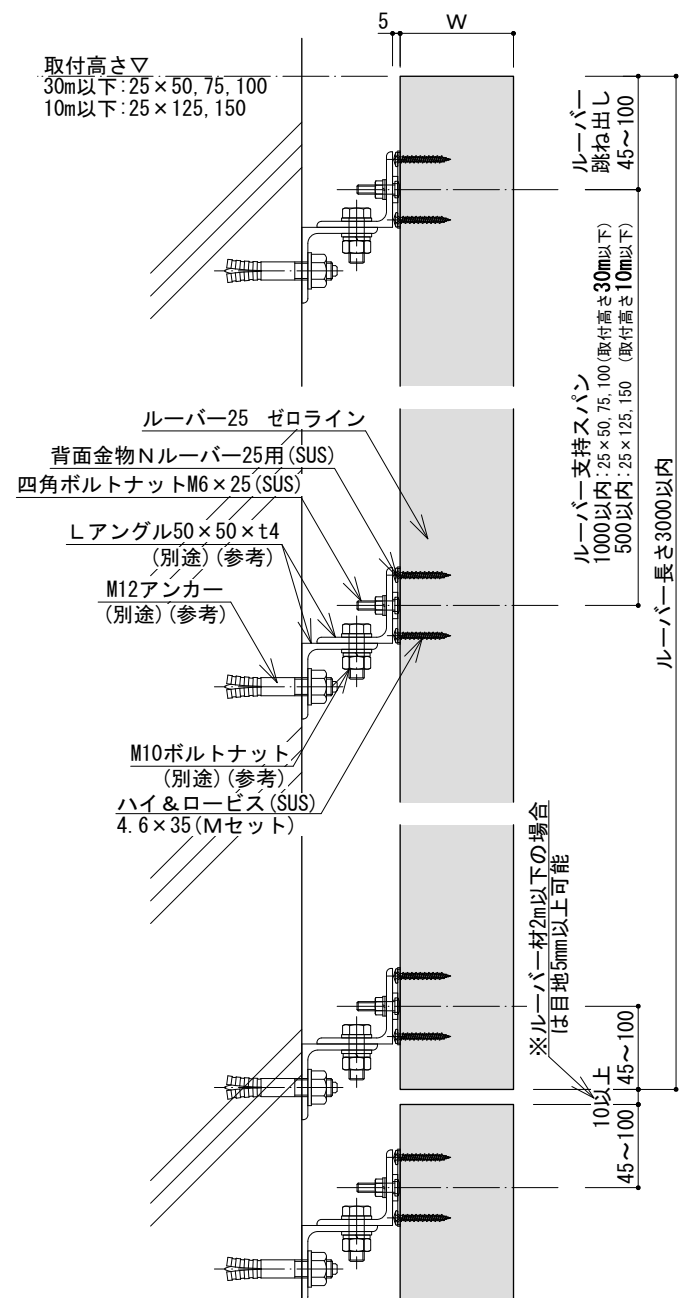 5
W
取付高さ▽
30m以下:25×50, 75, 100
10m以下:25×125, 150
ルーバー
跳ね出し
45～100
ルーバー支持スパン
1000以内:25×50, 75, 100(取付高さ30m以下)
500以内:25×125, 150 (取付高さ10m以下)
ルーバー長さ3000以内
ルーバー25 ゼロライン
背面金物Nルーバー25用(SUS)
四角ボルトナットM6×25(SUS)
Lアングル50×50×t4
(別途)(参考)
M12アンカー
(別途)(参考)
M10ボルトナット
(別途)(参考)
ハイ&ロービス(SUS)
4.6×35(Mセット)
※ルーバー材2m以下の場合
は目地5mm以上可能
45～100
10以上
45～100